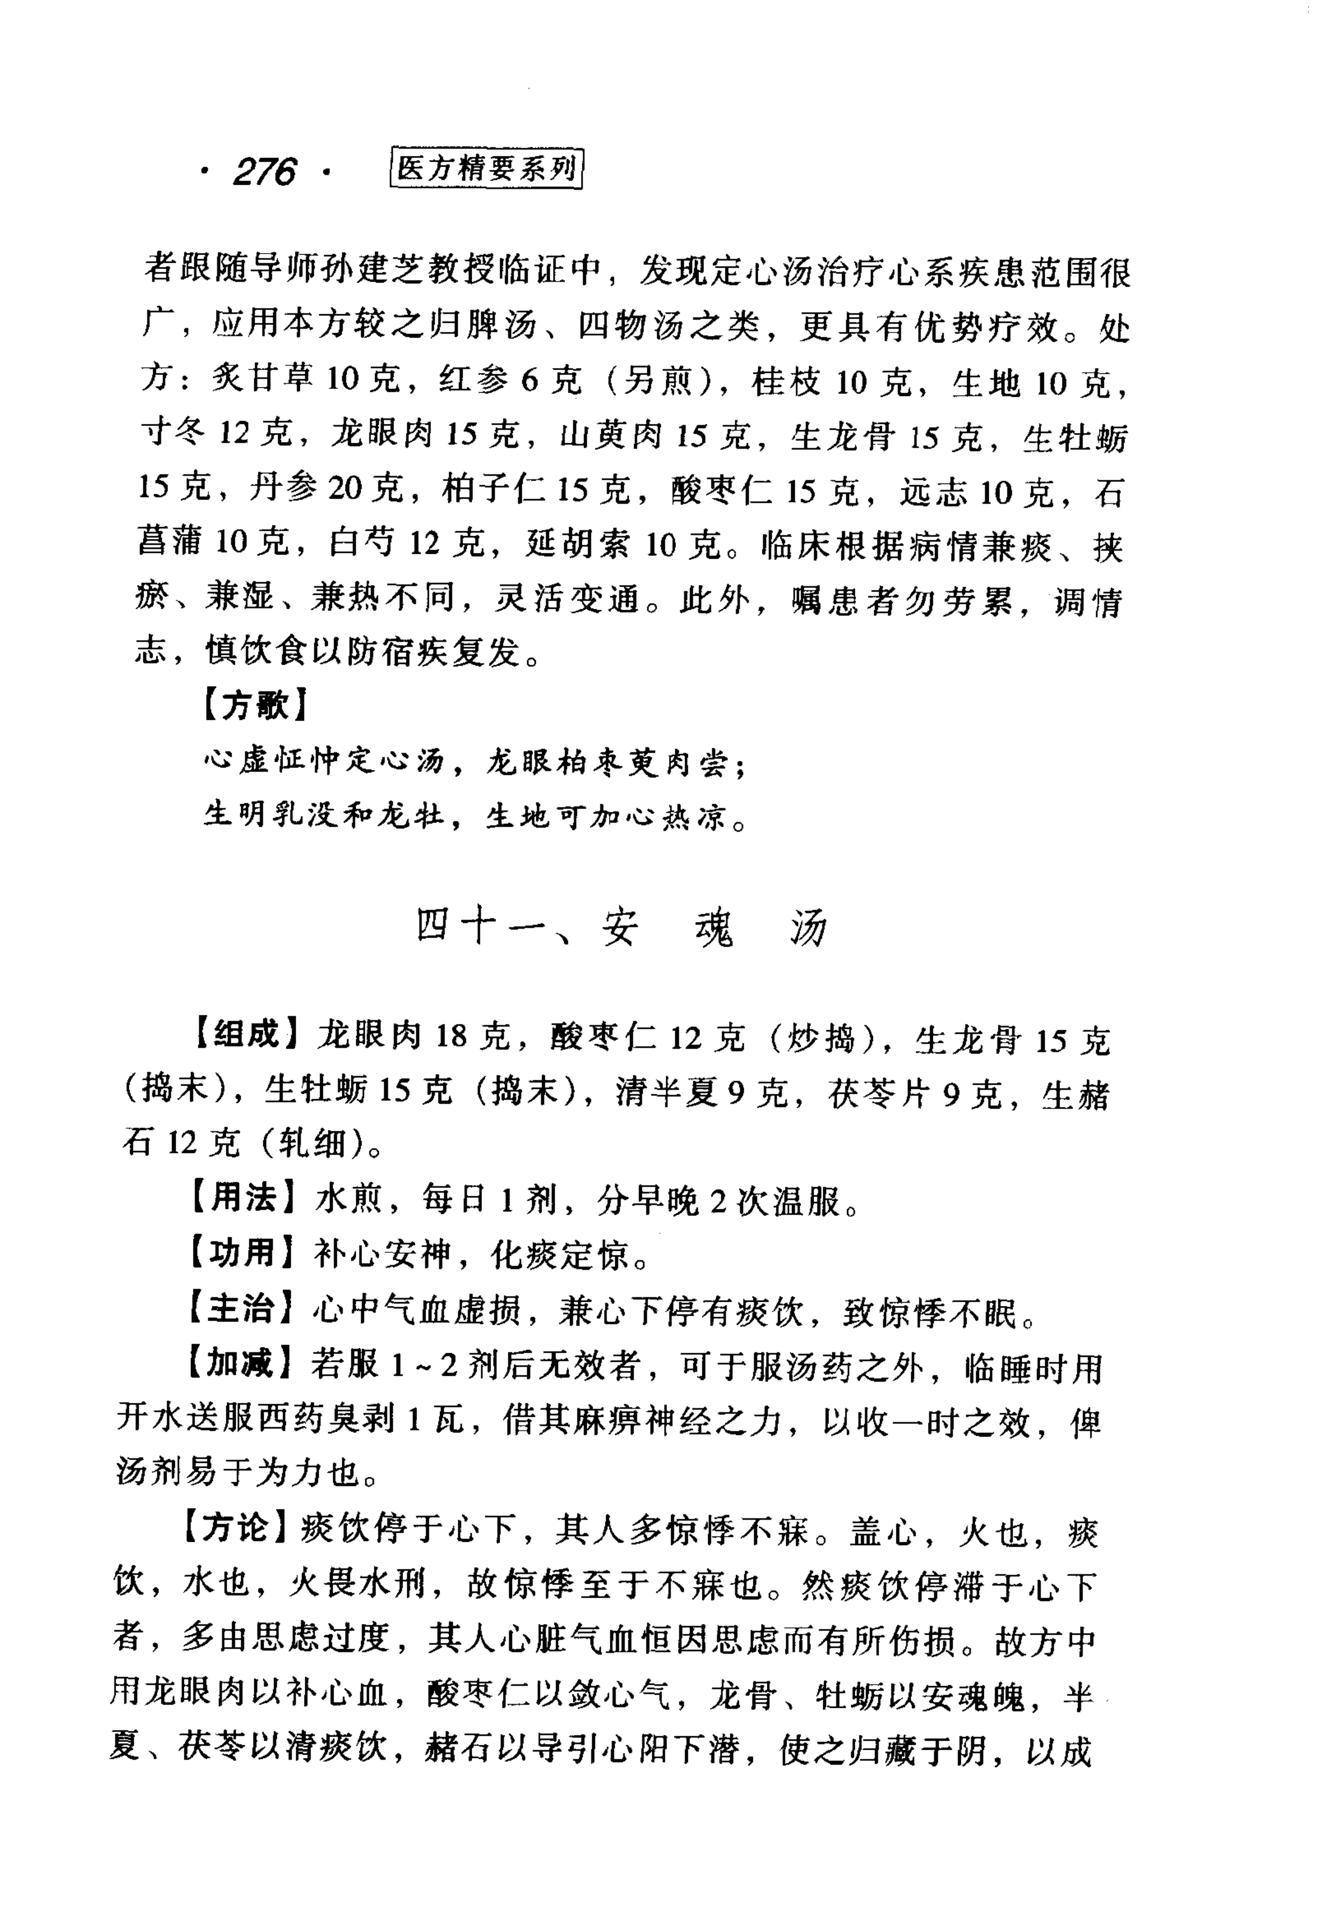 · 276 · 医方精要系列
者跟随导师孙建芝教授临证中，发现定心汤治疗心系疾患范围很
广，应用本方较之归脾汤、四物汤之类，更具有优势疗效。处
方：炙甘草 10 克，红参 6 克（另煎），桂枝 10 克，生地 10 克，
寸冬 12 克，龙眼肉 15 克，山萸肉 15 克，生龙骨 15 克，生牡蛎
15 克，丹参 20 克，柏子仁 15 克，酸枣仁 15 克，远志 10 克，石
菖蒲 10 克，白芍 12 克，延胡索 10 克。临床根据病情兼痰、挟
瘀、兼湿、兼热不同，灵活变通。此外，嘱患者勿劳累，调情
志，慎饮食以防宿疾复发。
【方歌】
心虚怔忡定心汤，龙眼柏枣萸肉尝；
生明乳没和龙牡，生地可加心热凉。
四十一、安 魂 汤
【组成】龙眼肉 18 克，酸枣仁 12 克（炒捣），生龙骨 15 克
（捣末），生牡蛎 15 克（捣末），清半夏 9 克，茯苓片 9 克，生赭
石 12 克（轧细）。
【用法】水煎，每日 1 剂，分早晚 2 次温服。
【功用】补心安神，化痰定惊。
【主治】心中气血虚损，兼心下停有痰饮，致惊悸不眠。
【加减】若服 1～2 剂后无效者，可于服汤药之外，临睡时用
开水送服西药臭剥 1 瓦，借其麻痹神经之力，以收一时之效，俾
汤剂易于为力也。
【方论】痰饮停于心下，其人多惊悸不寐。盖心，火也，痰
饮，水也，火畏水刑，故惊悸至于不寐也。然痰饮停滞于心下
者，多由思虑过度，其人心脏气血恒因思虑而有所伤损。故方中
用龙眼肉以补心血，酸枣仁以敛心气，龙骨、牡蛎以安魂魄，半
夏、茯苓以清痰饮，赭石以导引心阳下潜，使之归藏于阴，以成